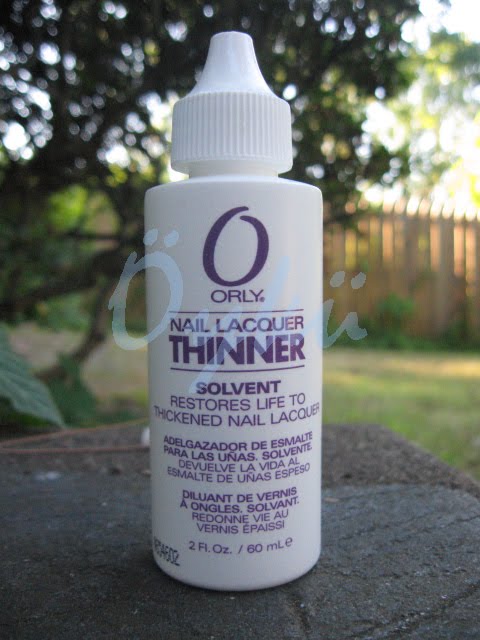 O
ORLY®
NAIL LACQUER
THINNER
SOLVENT
RESTORES LIFE TO
THICKENED NAIL LACQUER
ADELGAZADOR DE ESMALTE
PARA LAS UÑAS. SOLVENTE.
DEVUELVE LA VIDA AL
ESMALTE DE UÑAS ESPESO
DILUANT DE VERNIS
À ONGLES. SOLVANT.
REDONNE VIE AU
VERNIS ÉPAISSI
2 Fl. Oz. / 60 mL e
Öykü